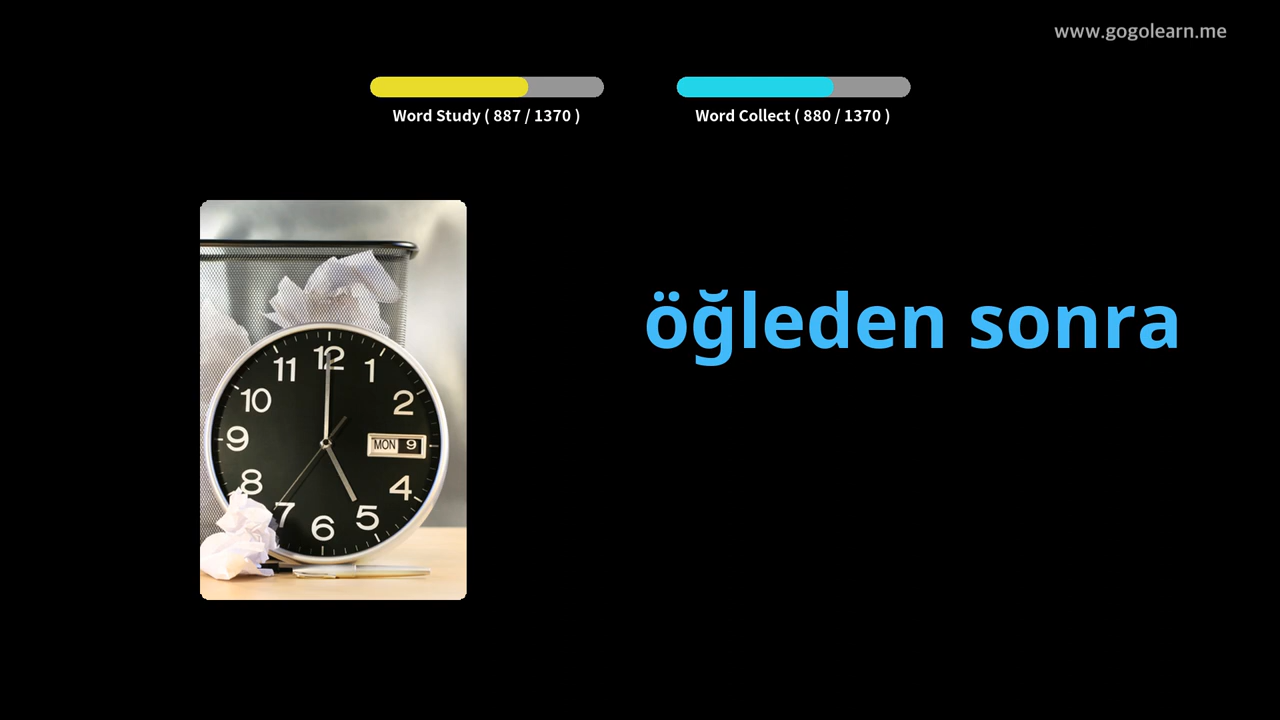 www.gogolearn.me
Word Study ( 887 / 1370 )
Word Collect ( 880 / 1370 )
öğleden sonra
12
11
1
10
2
9
MON 9
8
4
7
5
6